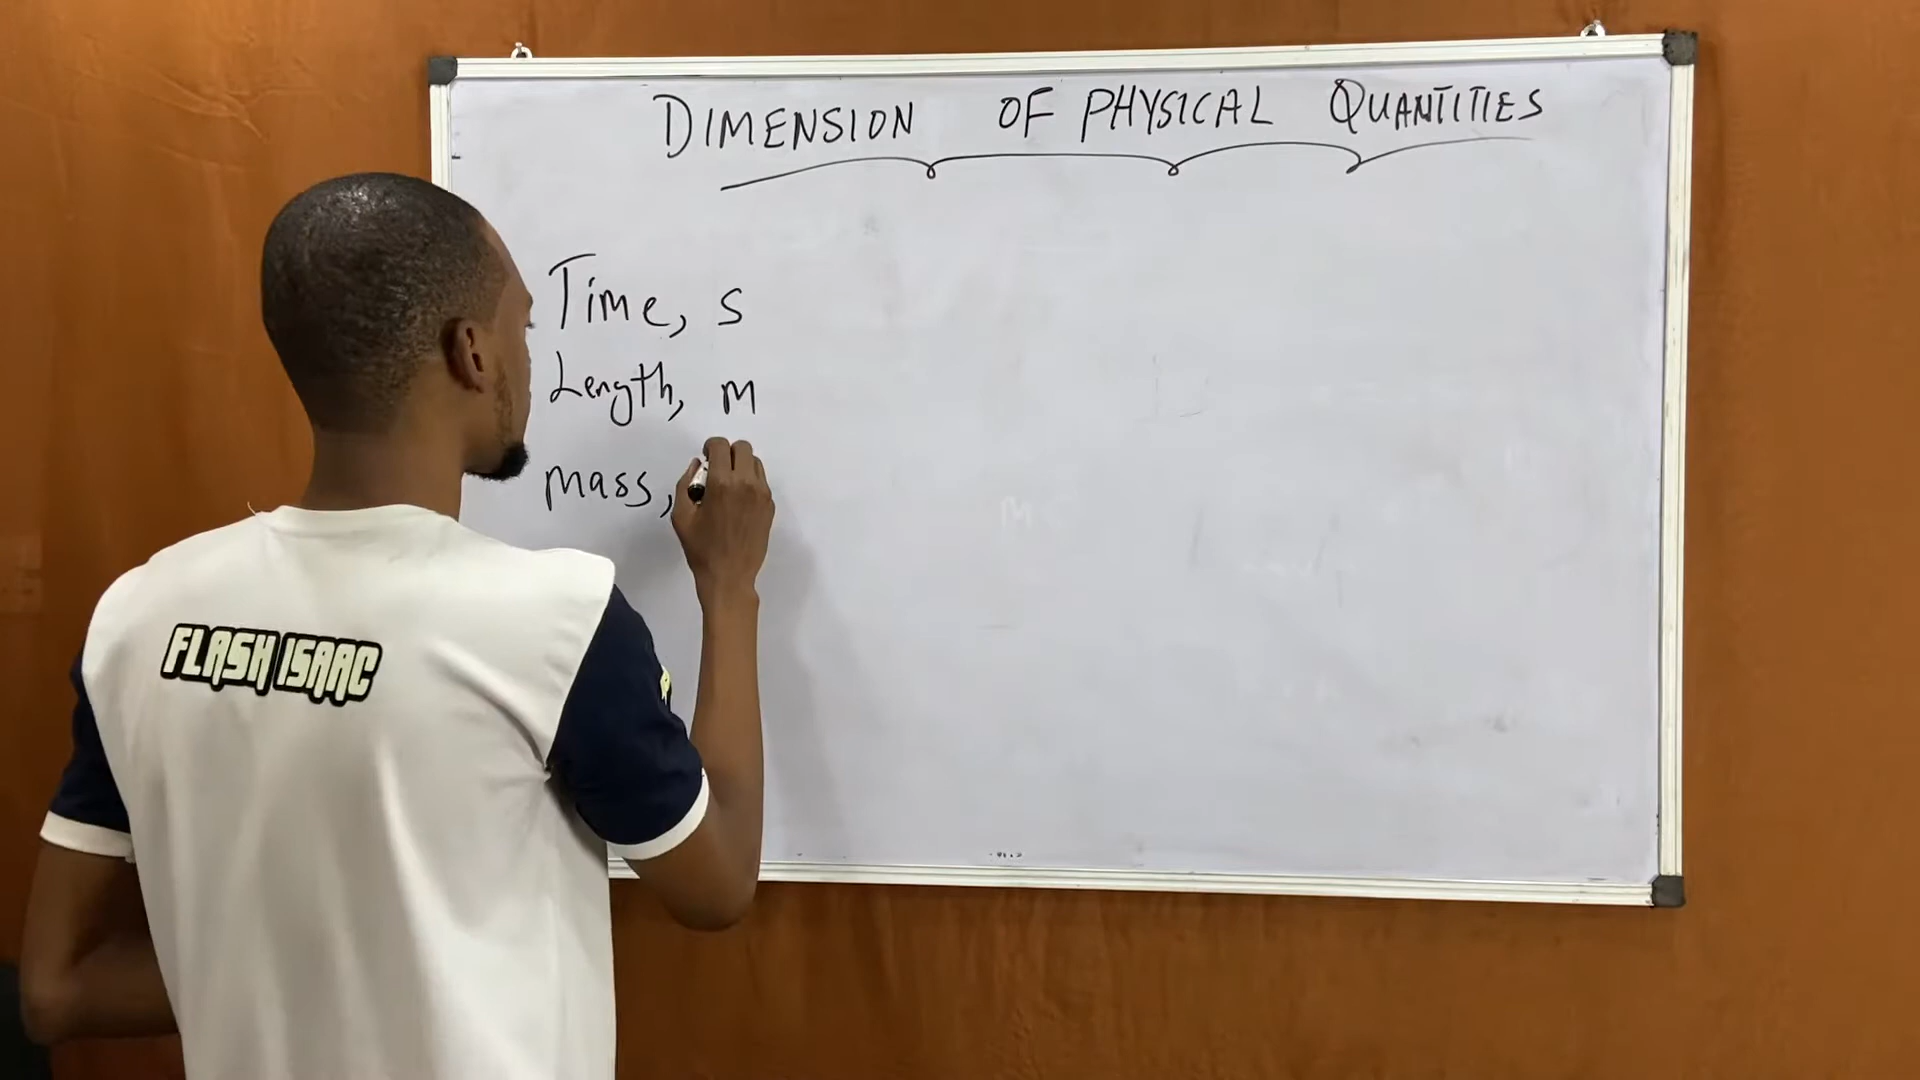 DIMENSION OF PHYSICAL QUANTITIES
Time, s
Length, m
mass,
FLASH ISAAC